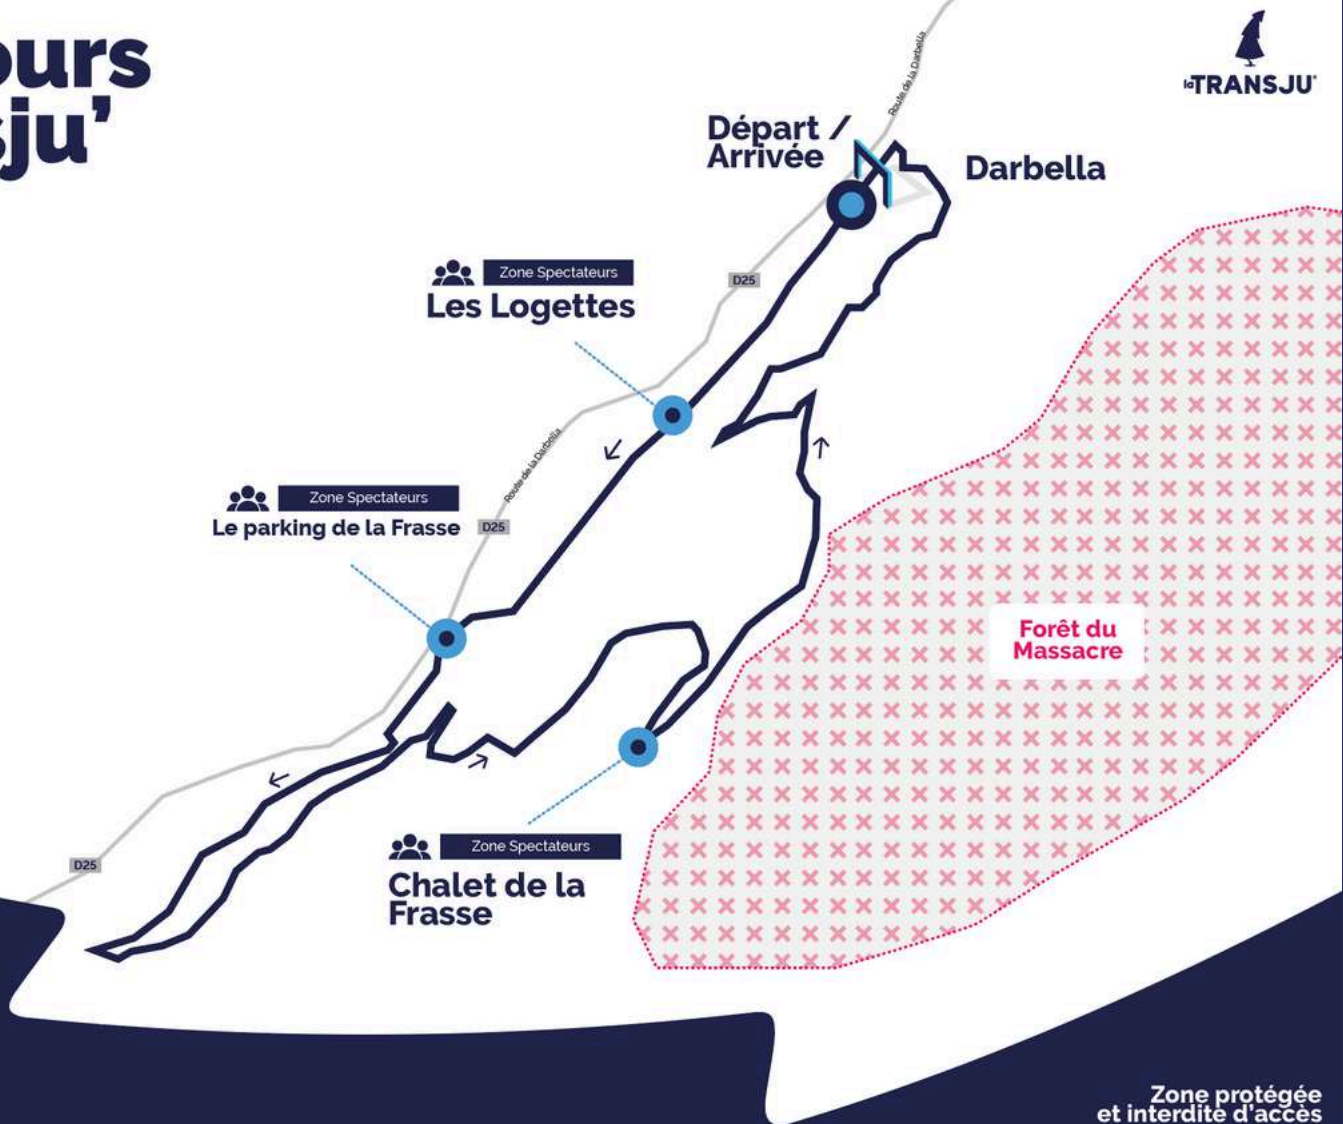 ours
sju'
laTRANSJU'
Route de la Darbella
Départ /
Arrivée
Darbella
Zone Spectateurs
Les Logettes
D25
Route de la Darbella
Zone Spectateurs
Le parking de la Frasse
D25
Forêt du
Massacre
Zone Spectateurs
Chalet de la
Frasse
D25
Zone protégée
et interdite d'accès